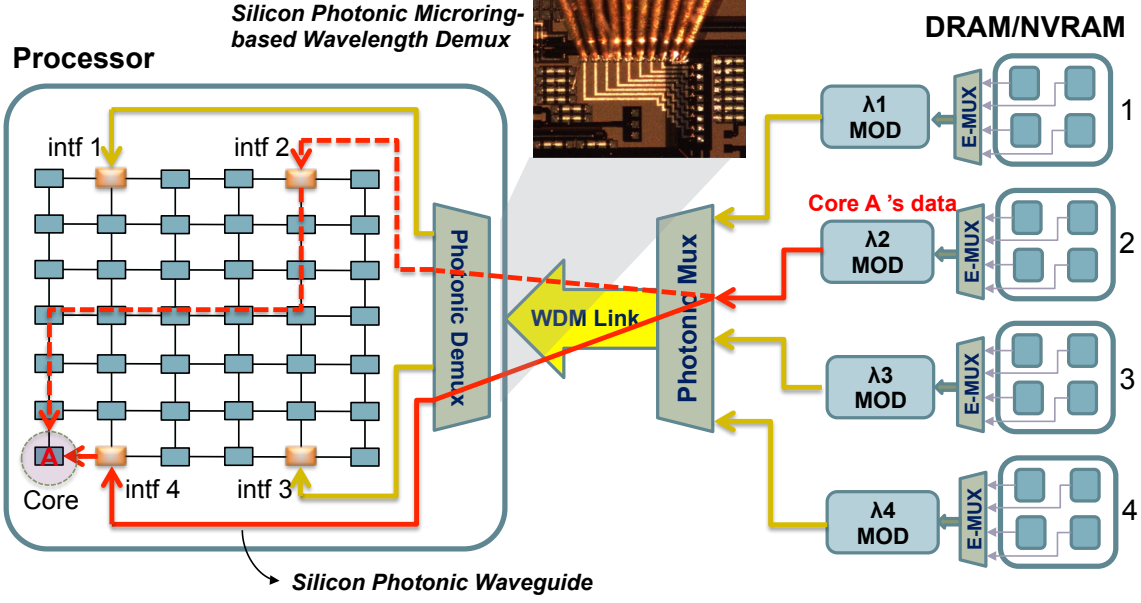 Silicon Photonic Microring-
based Wavelength Demux
DRAM/NVRAM
Processor
intf 1
intf 2
λ1
MOD
E-MUX
1
Core A 's data
λ2
MOD
E-MUX
2
Photonic Demux
WDM Link
Photonic Mux
λ3
MOD
E-MUX
3
A
Core
intf 4
intf 3
λ4
MOD
E-MUX
4
Silicon Photonic Waveguide